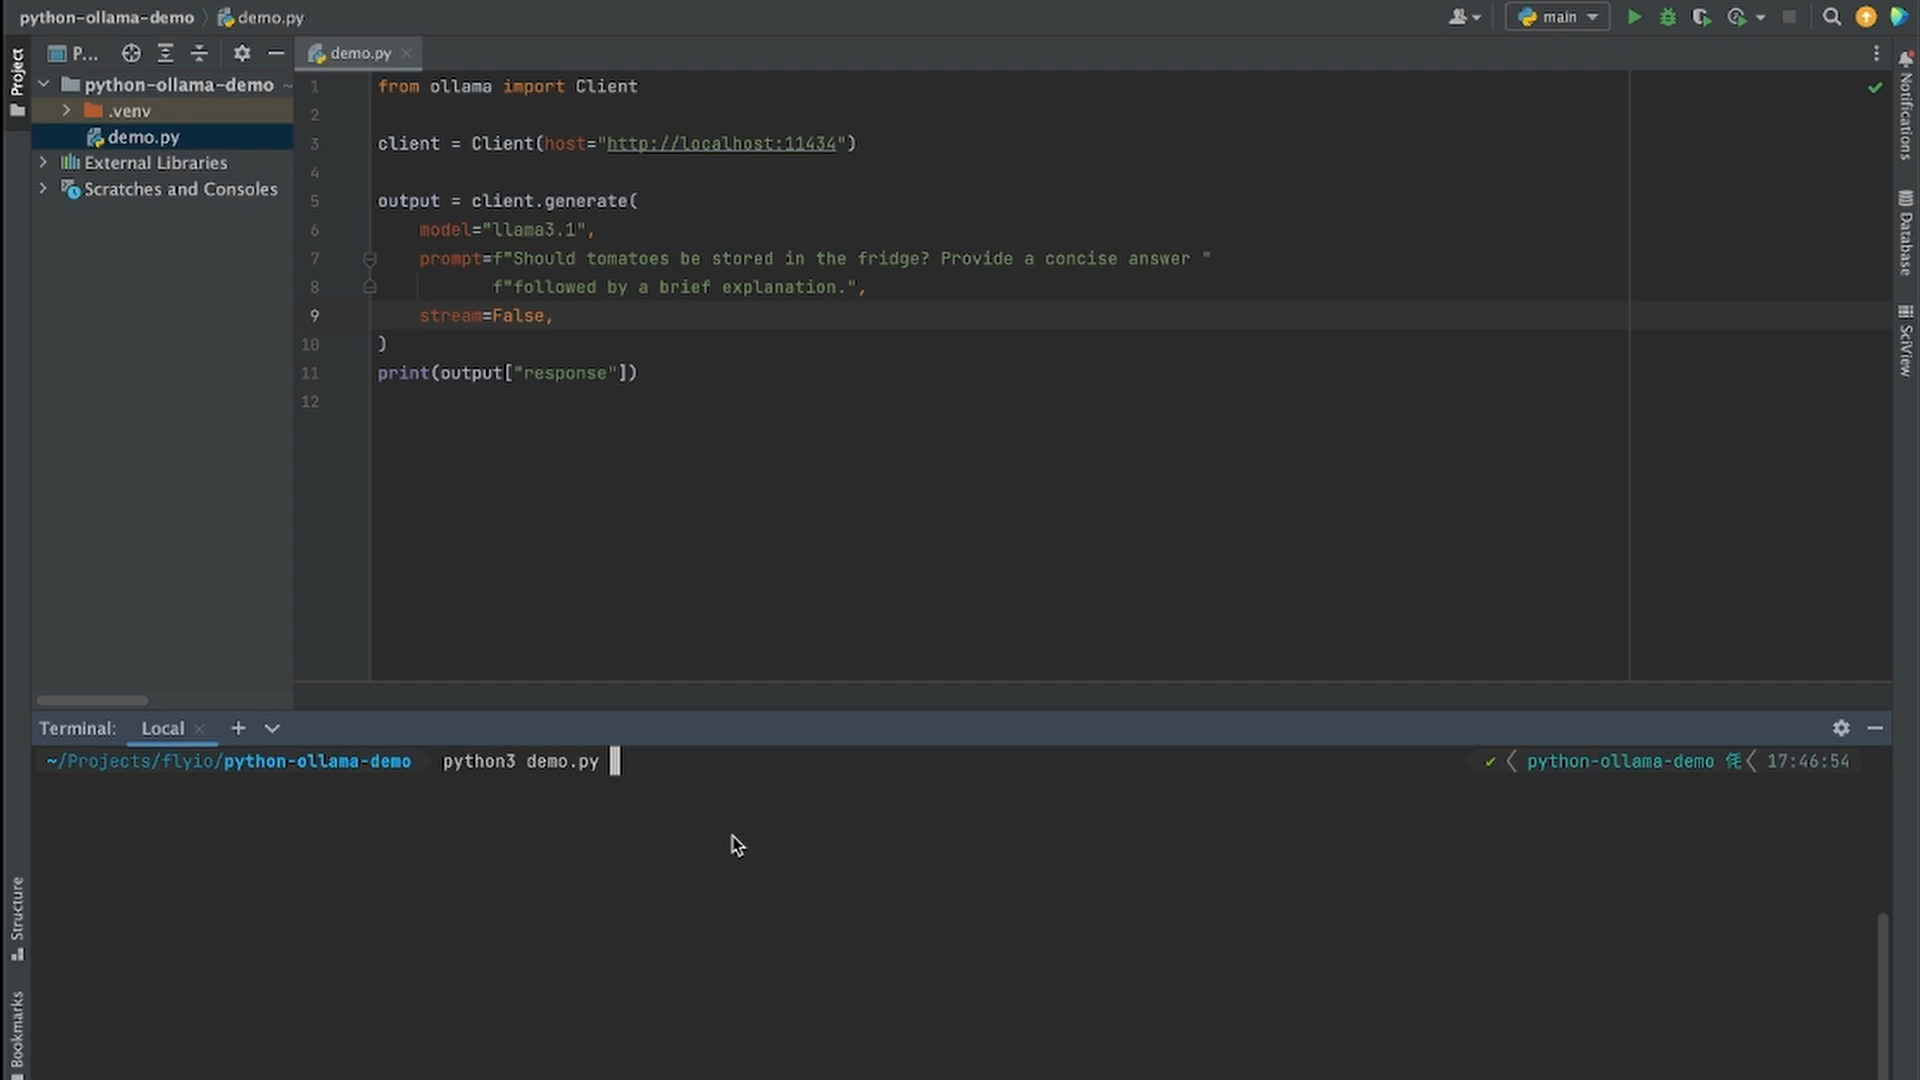 python-ollama-demo 〉 demo.py
main
Project
P...
demo.py
python-ollama-demo ~
.venv
demo.py
External Libraries
Scratches and Consoles
1 from ollama import Client
2
3 client = Client(host="http://localhost:11434")
4
5 output = client.generate(
6     model="llama3.1",
7     prompt=f"Should tomatoes be stored in the fridge? Provide a concise answer "
8            f"followed by a brief explanation.",
9     stream=False,
10 )
11 print(output["response"])
12
Notifications
Database
SciView
Terminal: Local
~/Projects/flyio/python-ollama-demo python3 demo.py
✔ python-ollama-demo 17:46:54
Structure
Bookmarks